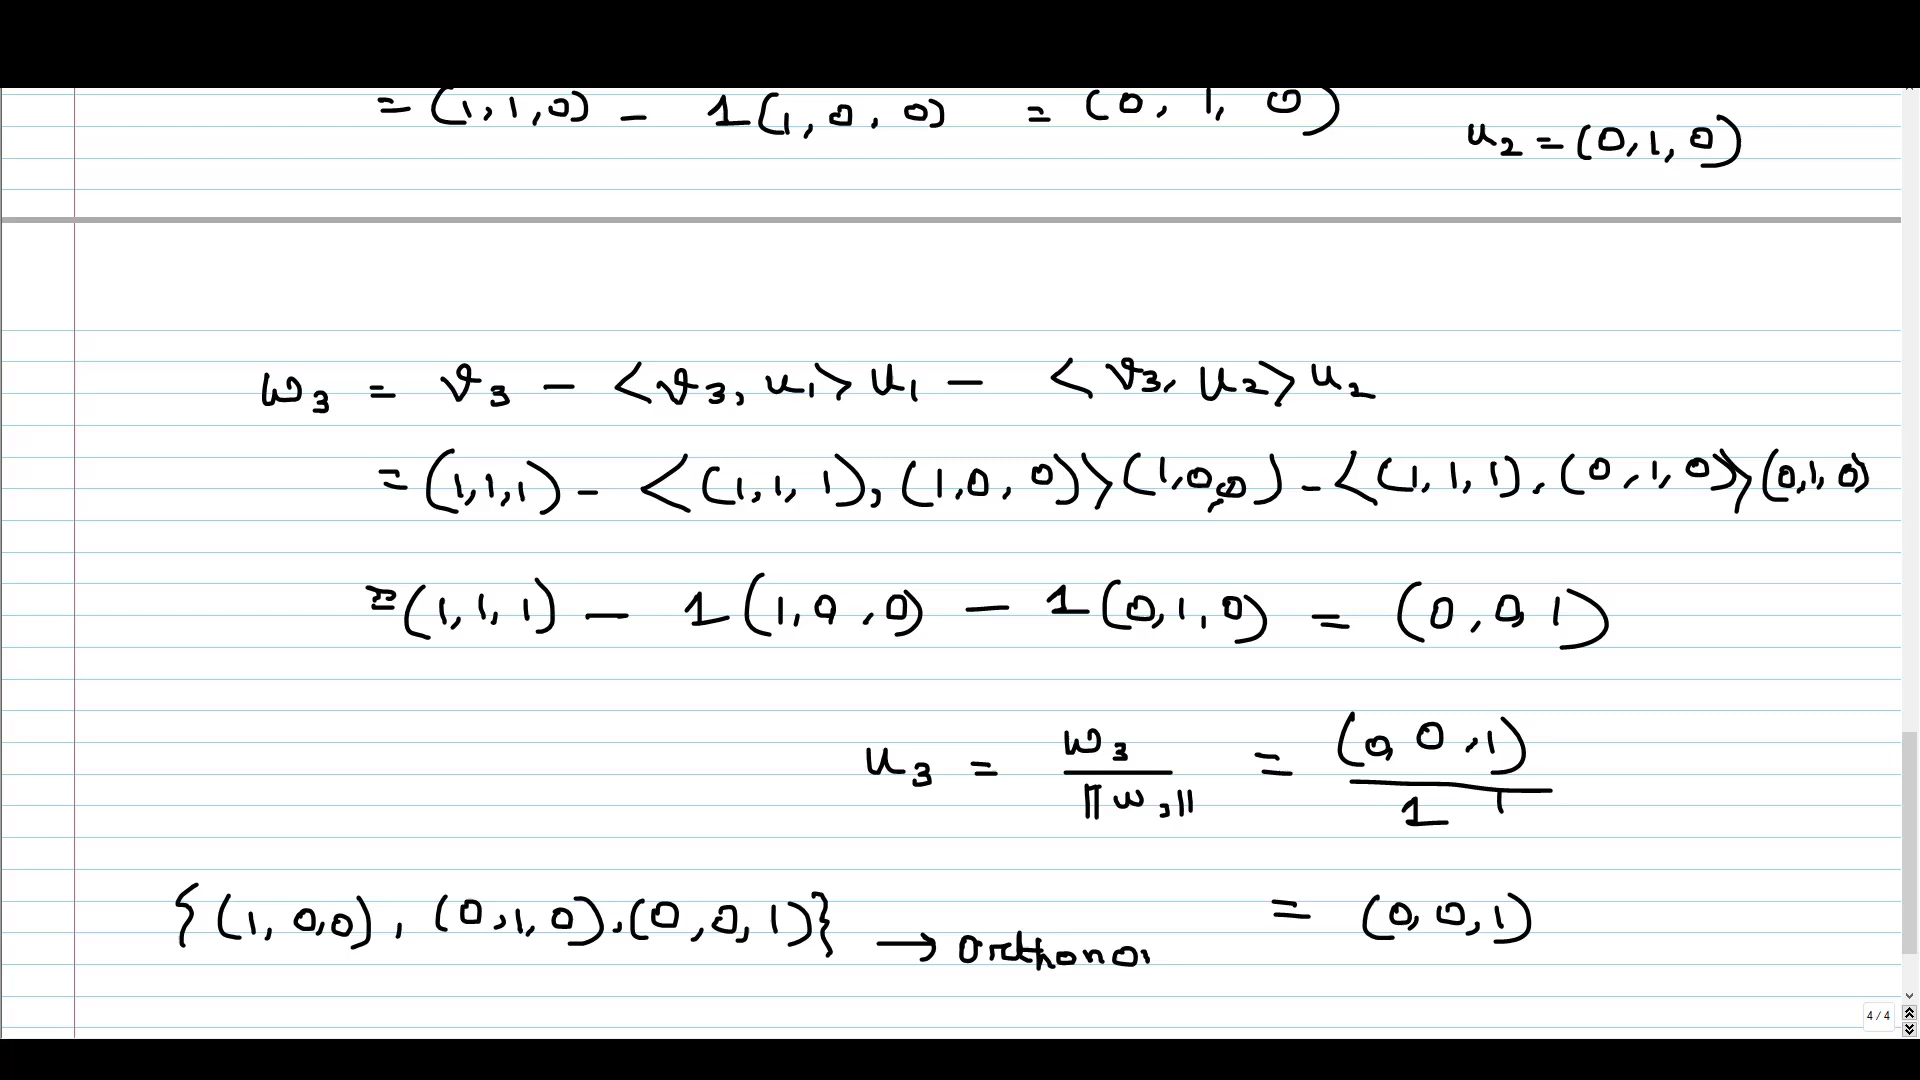 = (1,1,0) - 1(1,0,0) = (0,1,0)
u2 = (0,1,0)
w3 = v3 - <v3, u1> u1 - <v3, u2> u2
= (1,1,1) - <(1,1,1), (1,0,0)> (1,0,0) - <(1,1,1), (0,1,0)> (0,1,0)
= (1,1,1) - 1(1,0,0) - 1(0,1,0) = (0,0,1)
u3 = w3 / ||w3|| = (0,0,1) / 1
= (0,0,1)
{(1,0,0), (0,1,0), (0,0,1)} → orthonor
4 / 4